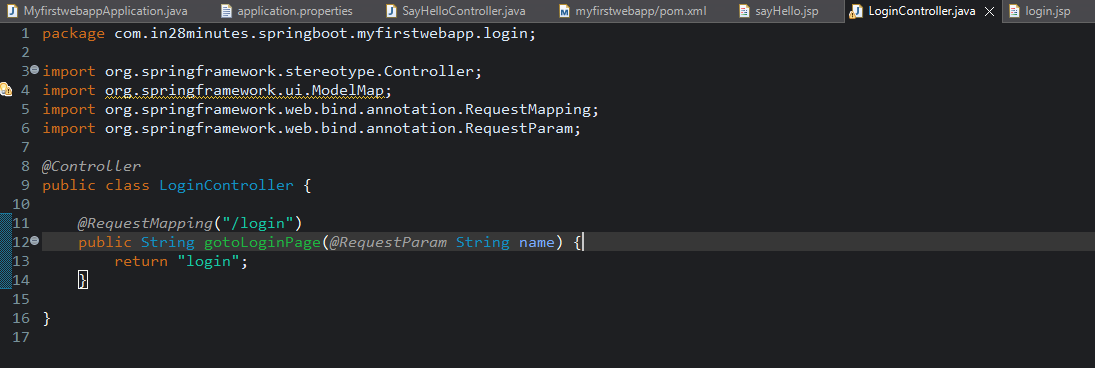 MyfirstwebappApplication.java application.properties SayHelloController.java myfirstwebapp/pom.xml sayHello.jsp LoginController.java login.jsp
1 package com.in28minutes.springboot.myfirstwebapp.login;
2
3 import org.springframework.stereotype.Controller;
4 import org.springframework.ui.ModelMap;
5 import org.springframework.web.bind.annotation.RequestMapping;
6 import org.springframework.web.bind.annotation.RequestParam;
7
8 @Controller
9 public class LoginController {
10
11     @RequestMapping("/login")
12     public String gotoLoginPage(@RequestParam String name) {
13         return "login";
14     }
15
16 }
17